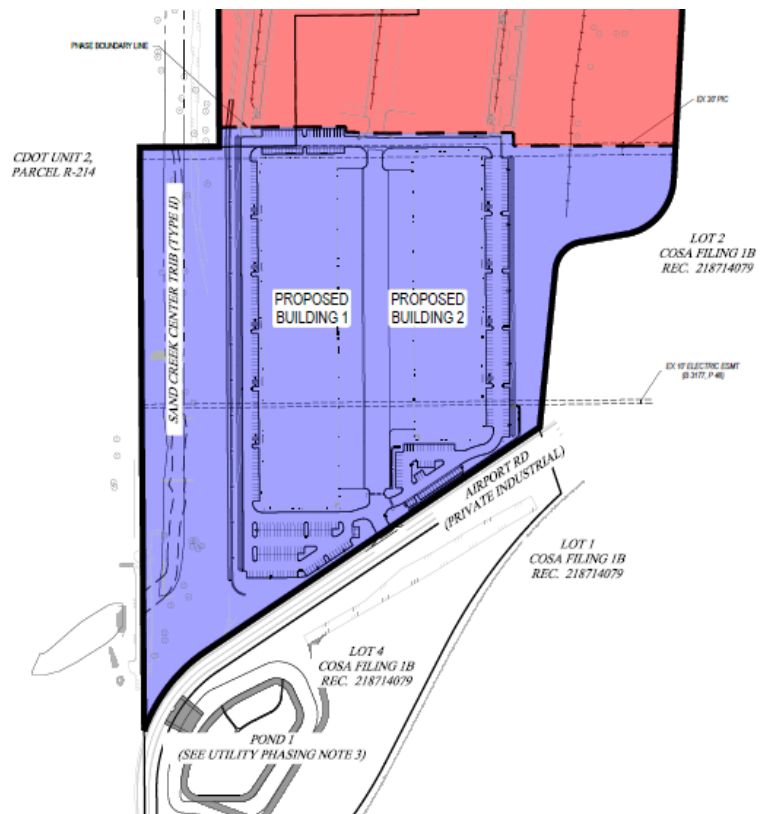 PHASE BOUNDARY LINE
EX 30' PIC
CDOT UNIT 2,
PARCEL R-214
SAND CREEK CENTER TRIB (TYPE II)
LOT 2
COSA FILING 1B
REC. 218714079
PROPOSED
BUILDING 1
PROPOSED
BUILDING 2
EX 10' ELECTRIC ESMT
(B 3177, P 48)
AIRPORT RD
(PRIVATE INDUSTRIAL)
LOT 1
COSA FILING 1B
REC. 218714079
LOT 4
COSA FILING 1B
REC. 218714079
POND 1
(SEE UTILITY PHASING NOTE 3)